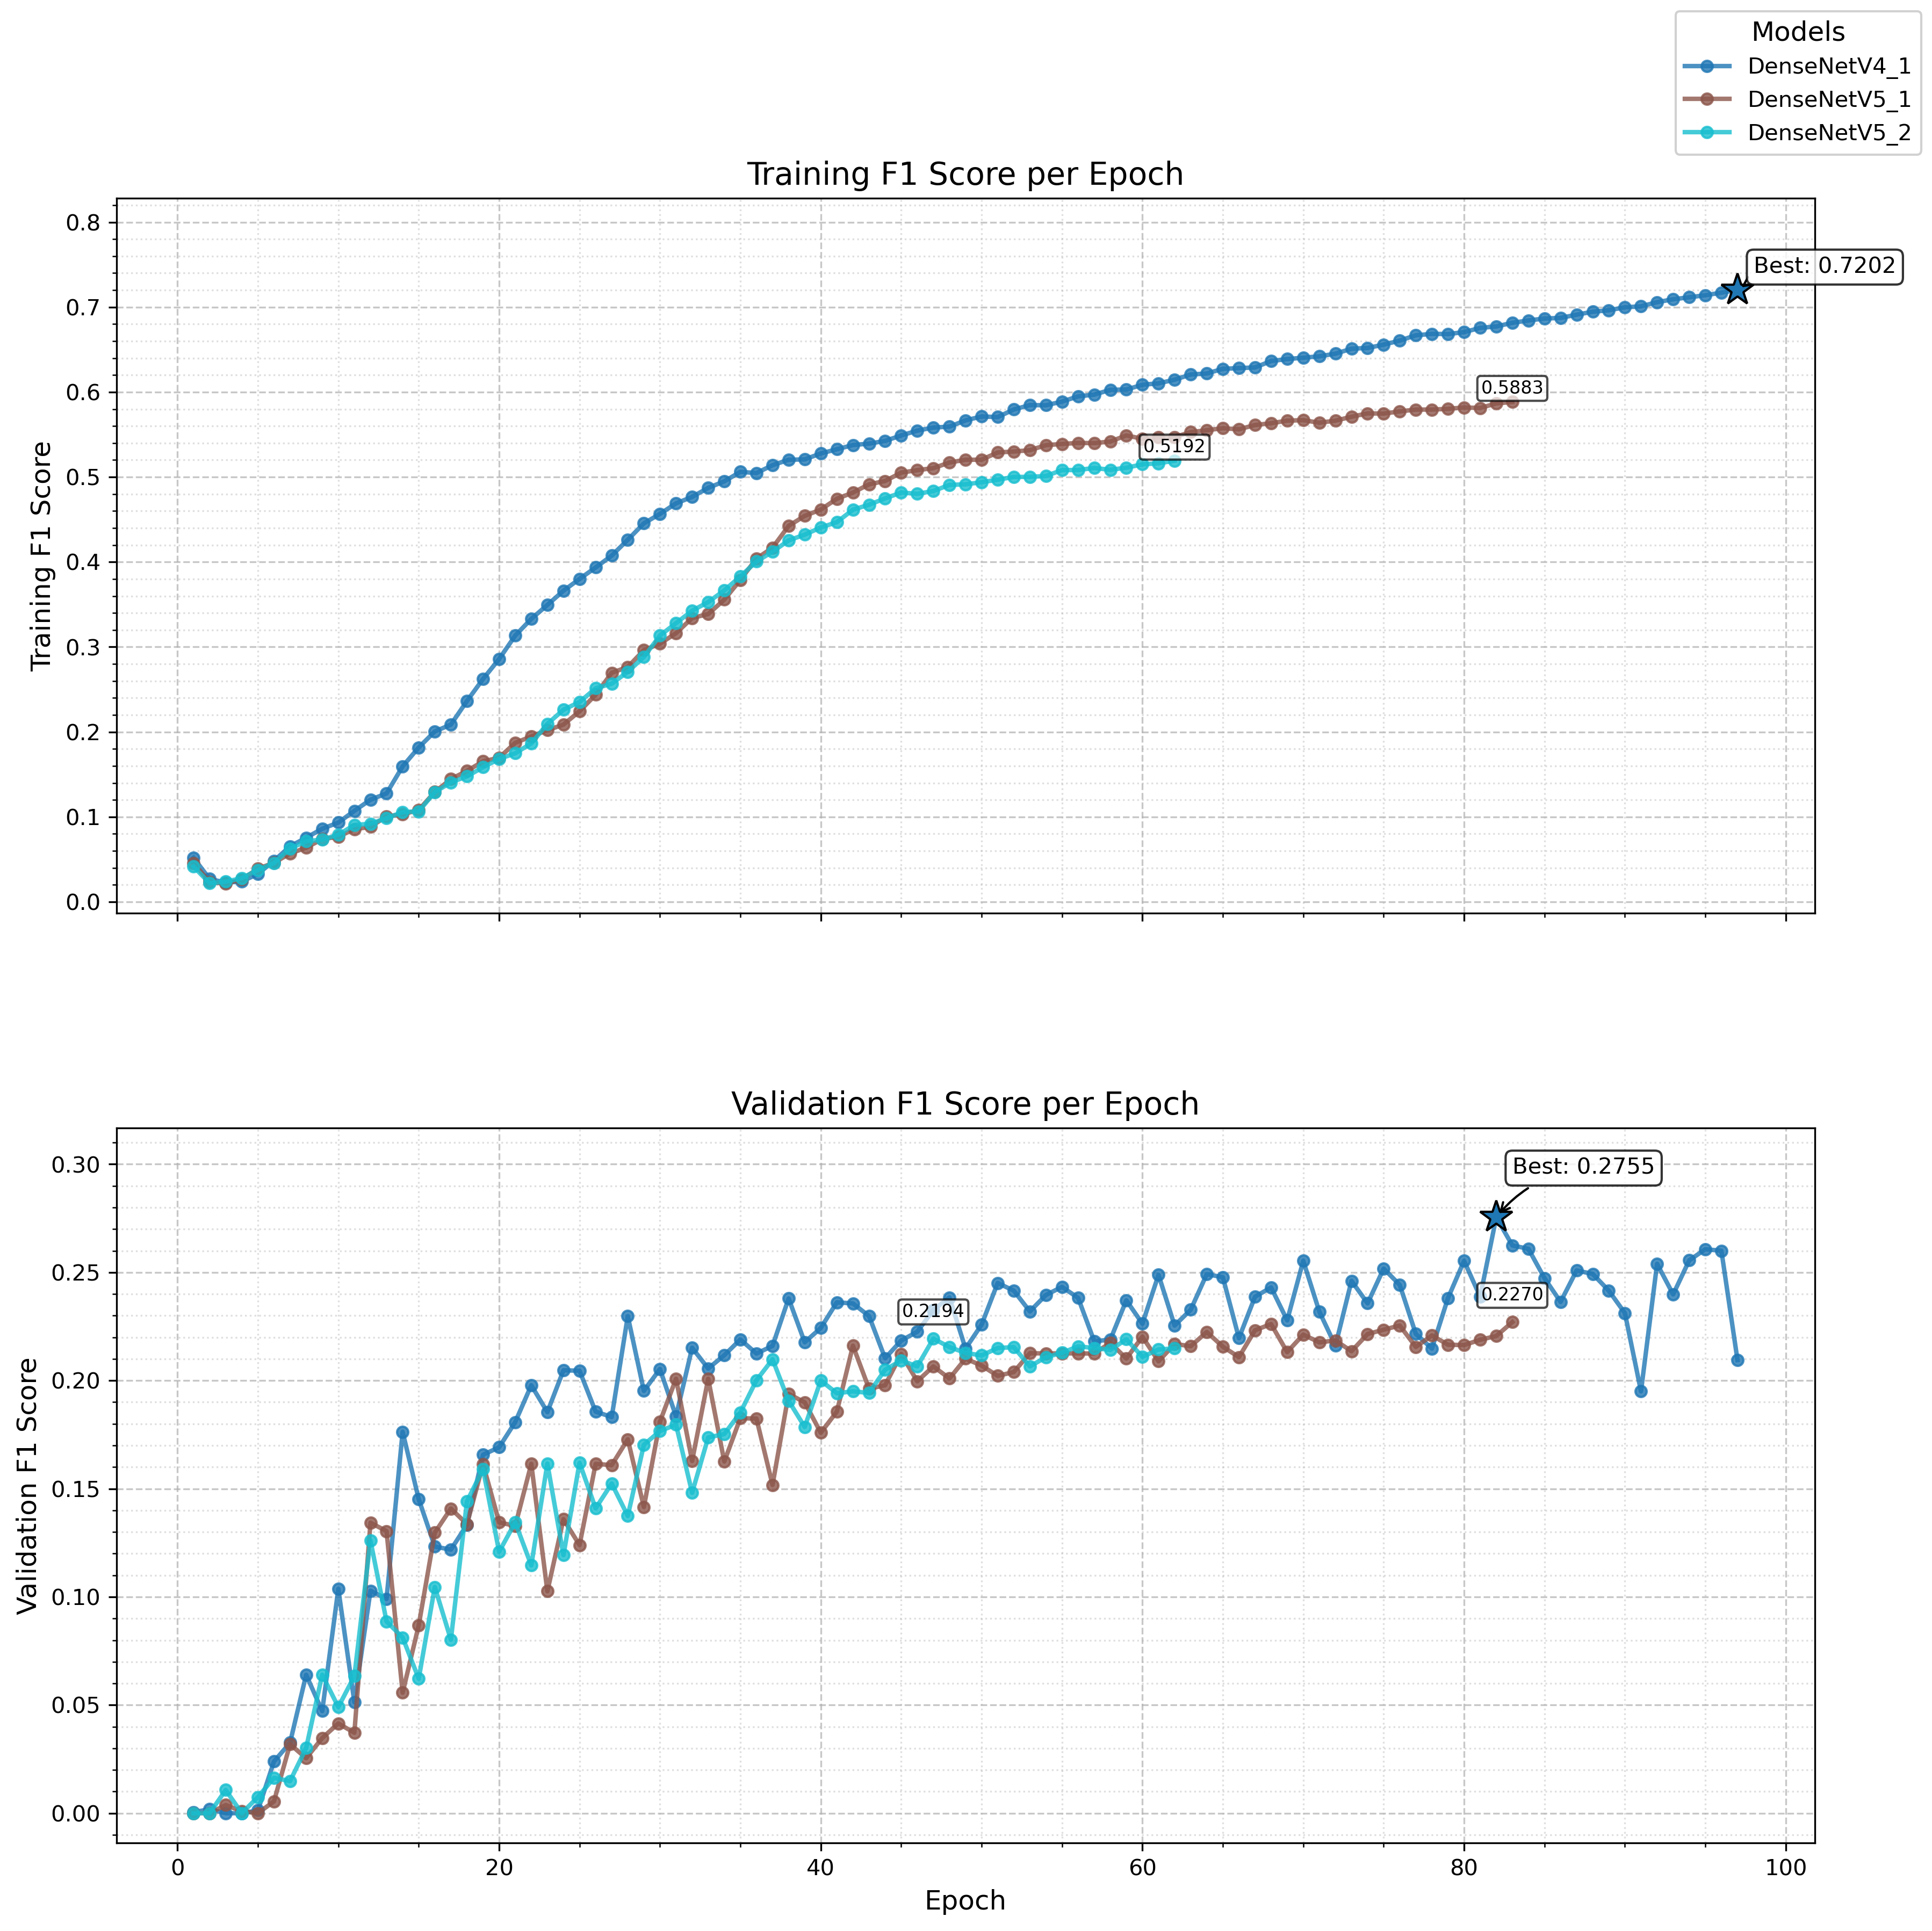 Models
DenseNetV4_1
DenseNetV5_1
DenseNetV5_2
Training F1 Score per Epoch
Training F1 Score
0.8
0.7
0.6
0.5
0.4
0.3
0.2
0.1
0.0
Best: 0.7202
0.5883
0.5192
Validation F1 Score per Epoch
Validation F1 Score
0.30
0.25
0.20
0.15
0.10
0.05
0.00
Best: 0.2755
0.2270
0.2194
0 20 40 60 80 100
Epoch